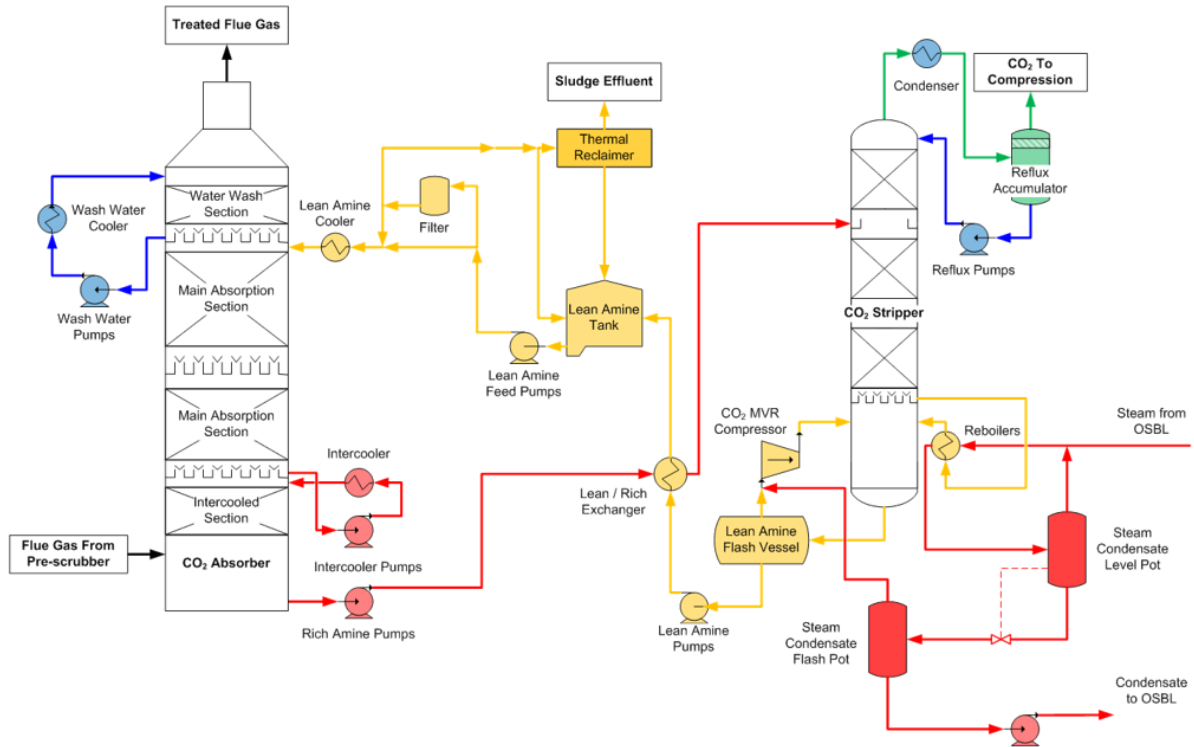 Treated Flue Gas
Water Wash
Section
Wash Water
Cooler
Wash Water
Pumps
Main Absorption
Section
Main Absorption
Section
Intercooled
Section
CO₂ Absorber
Flue Gas From
Pre-scrubber
Intercooler
Intercooler Pumps
Rich Amine Pumps
Lean Amine
Cooler
Filter
Sludge Effluent
Thermal
Reclaimer
Lean Amine
Tank
Lean Amine
Feed Pumps
Lean / Rich
Exchanger
Lean Amine
Pumps
CO₂ MVR
Compressor
Lean Amine
Flash Vessel
Condenser
CO₂ To
Compression
Reflux
Accumulator
Reflux Pumps
CO₂ Stripper
Reboilers
Steam from
OSBL
Steam
Condensate
Level Pot
Steam
Condensate
Flash Pot
Condensate
to OSBL